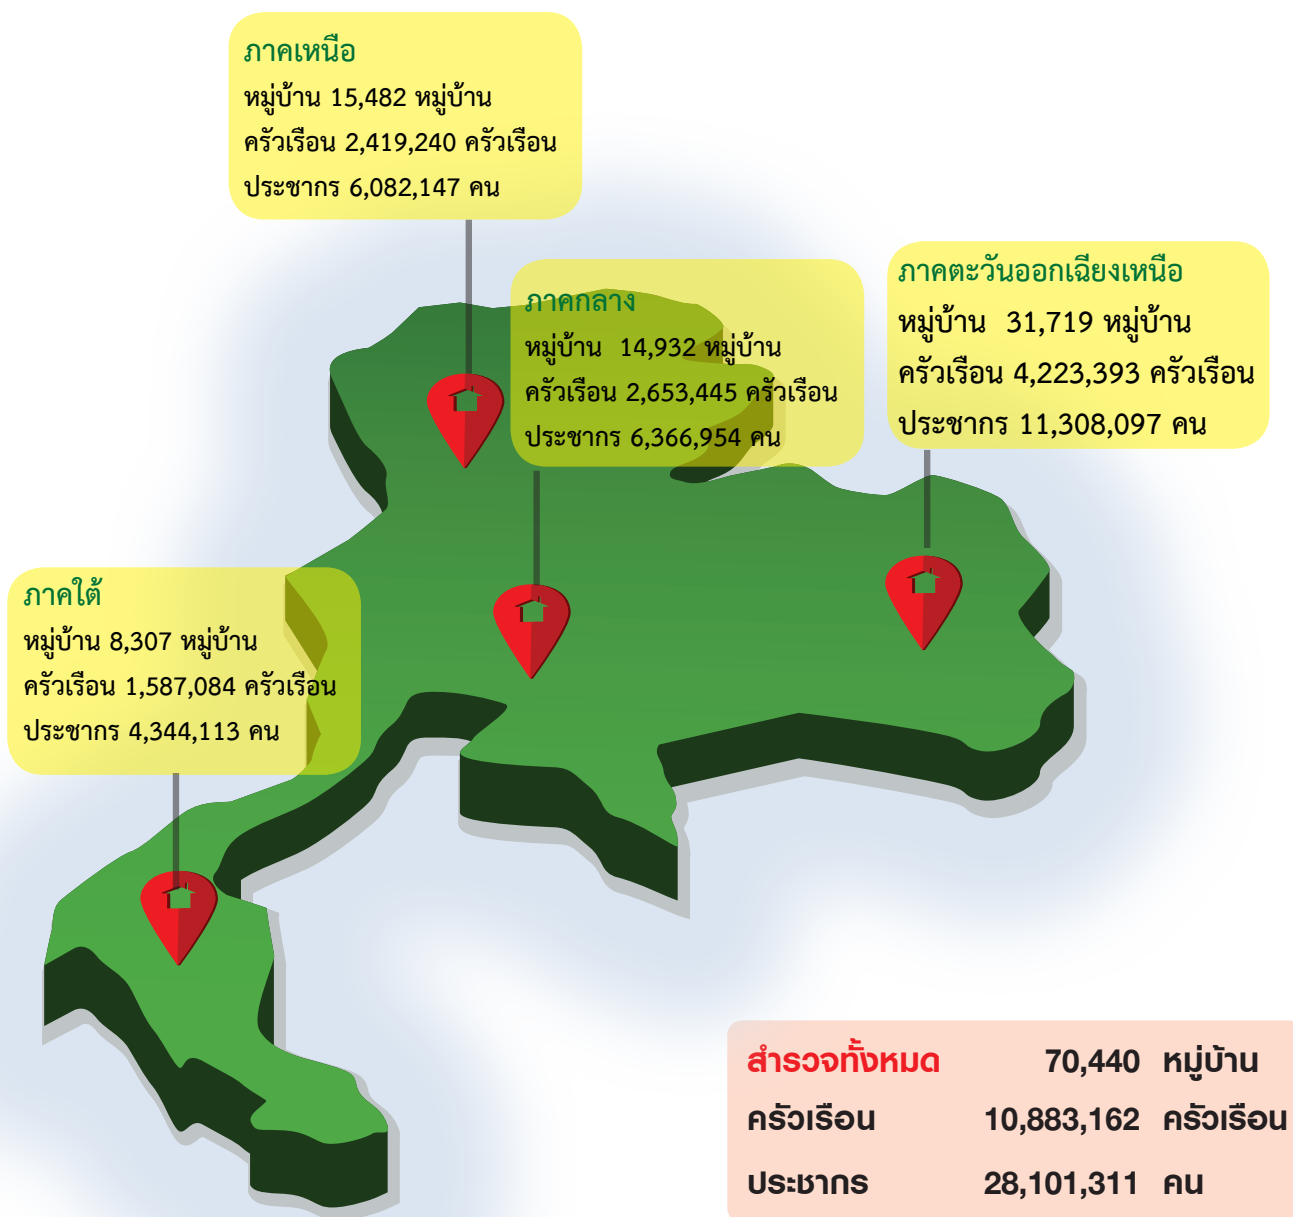 ภาคเหนือ
หมู่บ้าน 15,482 หมู่บ้าน
ครัวเรือน 2,419,240 ครัวเรือน
ประชากร 6,082,147 คน
ภาคกลาง
หมู่บ้าน 14,932 หมู่บ้าน
ครัวเรือน 2,653,445 ครัวเรือน
ประชากร 6,366,954 คน
ภาคตะวันออกเฉียงเหนือ
หมู่บ้าน 31,719 หมู่บ้าน
ครัวเรือน 4,223,393 ครัวเรือน
ประชากร 11,308,097 คน
ภาคใต้
หมู่บ้าน 8,307 หมู่บ้าน
ครัวเรือน 1,587,084 ครัวเรือน
ประชากร 4,344,113 คน
สำรวจทั้งหมด 70,440 หมู่บ้าน
ครัวเรือน 10,883,162 ครัวเรือน
ประชากร 28,101,311 คน